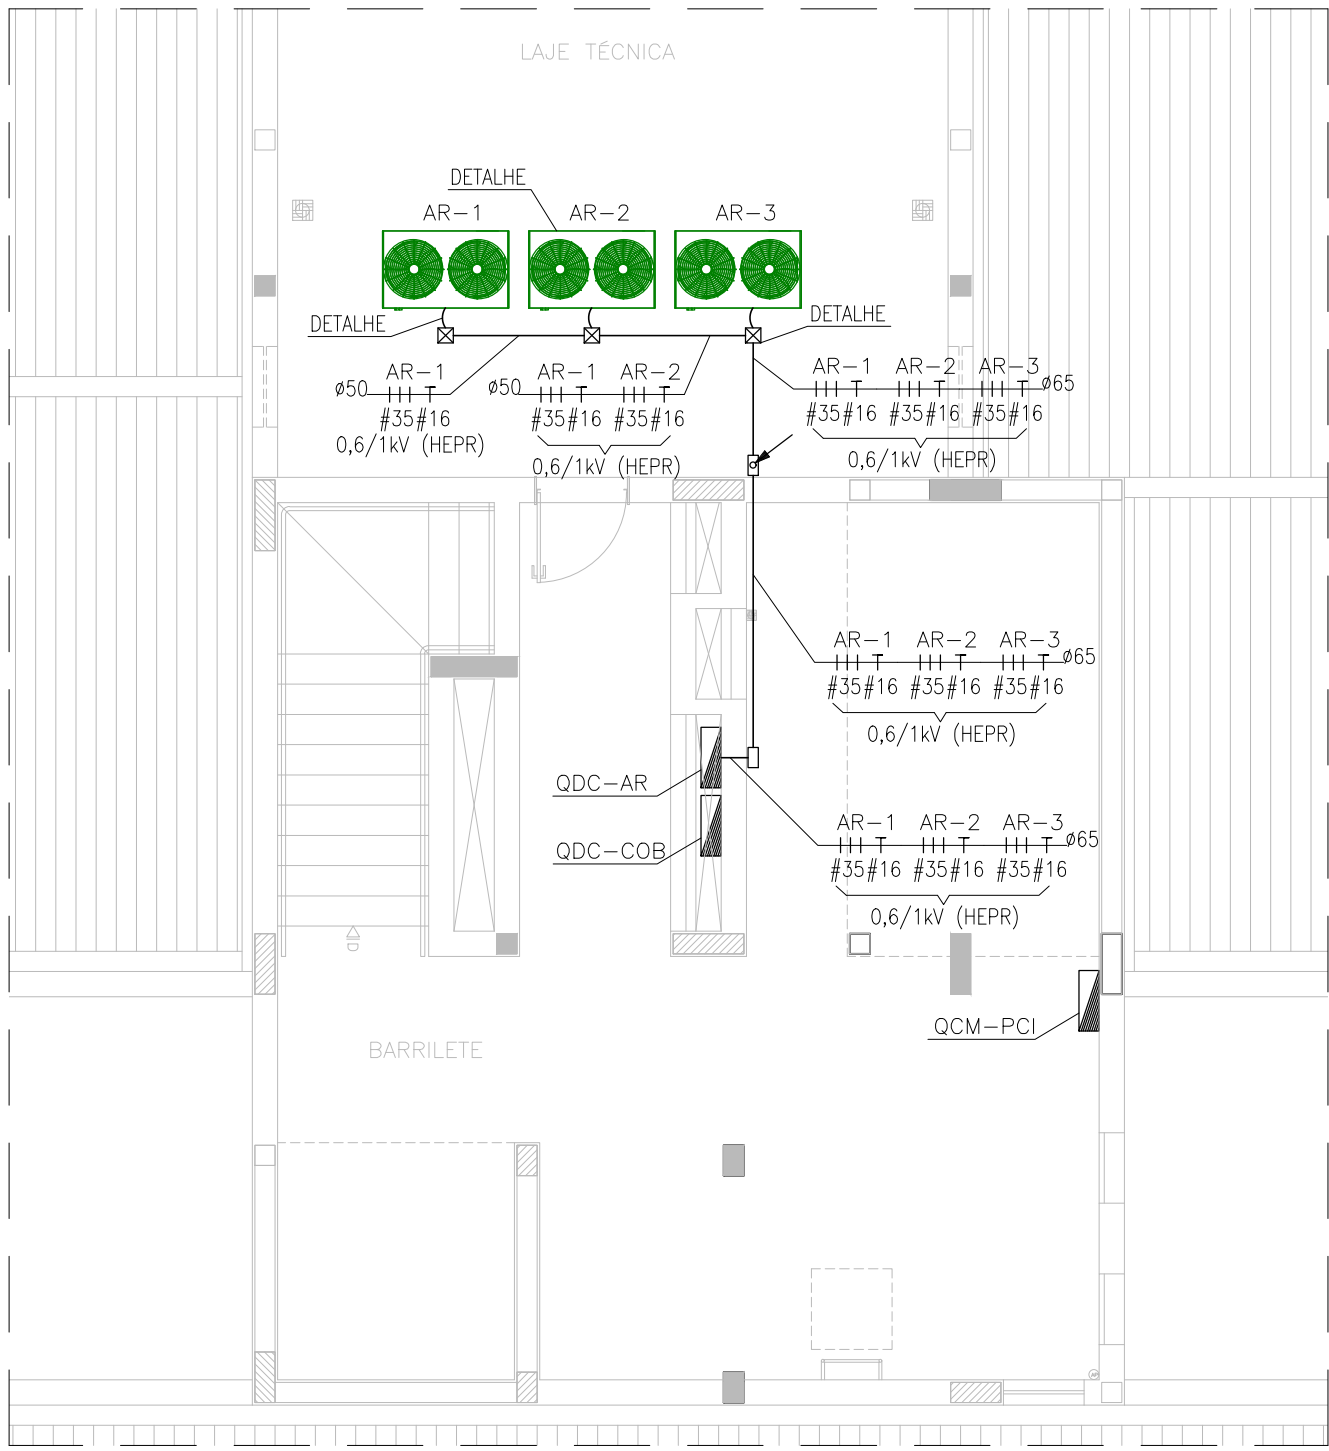 LAJE TÉCNICA
DETALHE
AR-1
AR-2
AR-3
DETALHE
DETALHE
ø50
AR-1
#35#16
0,6/1kV (HEPR)
ø50
AR-1
AR-2
#35#16
#35#16
0,6/1kV (HEPR)
AR-1
AR-2
AR-3
ø65
#35#16
#35#16
#35#16
0,6/1kV (HEPR)
AR-1
AR-2
AR-3
ø65
#35#16
#35#16
#35#16
0,6/1kV (HEPR)
QDC-AR
QDC-COB
AR-1
AR-2
AR-3
ø65
#35#16
#35#16
#35#16
0,6/1kV (HEPR)
D
QCM-PCI
BARRILETE